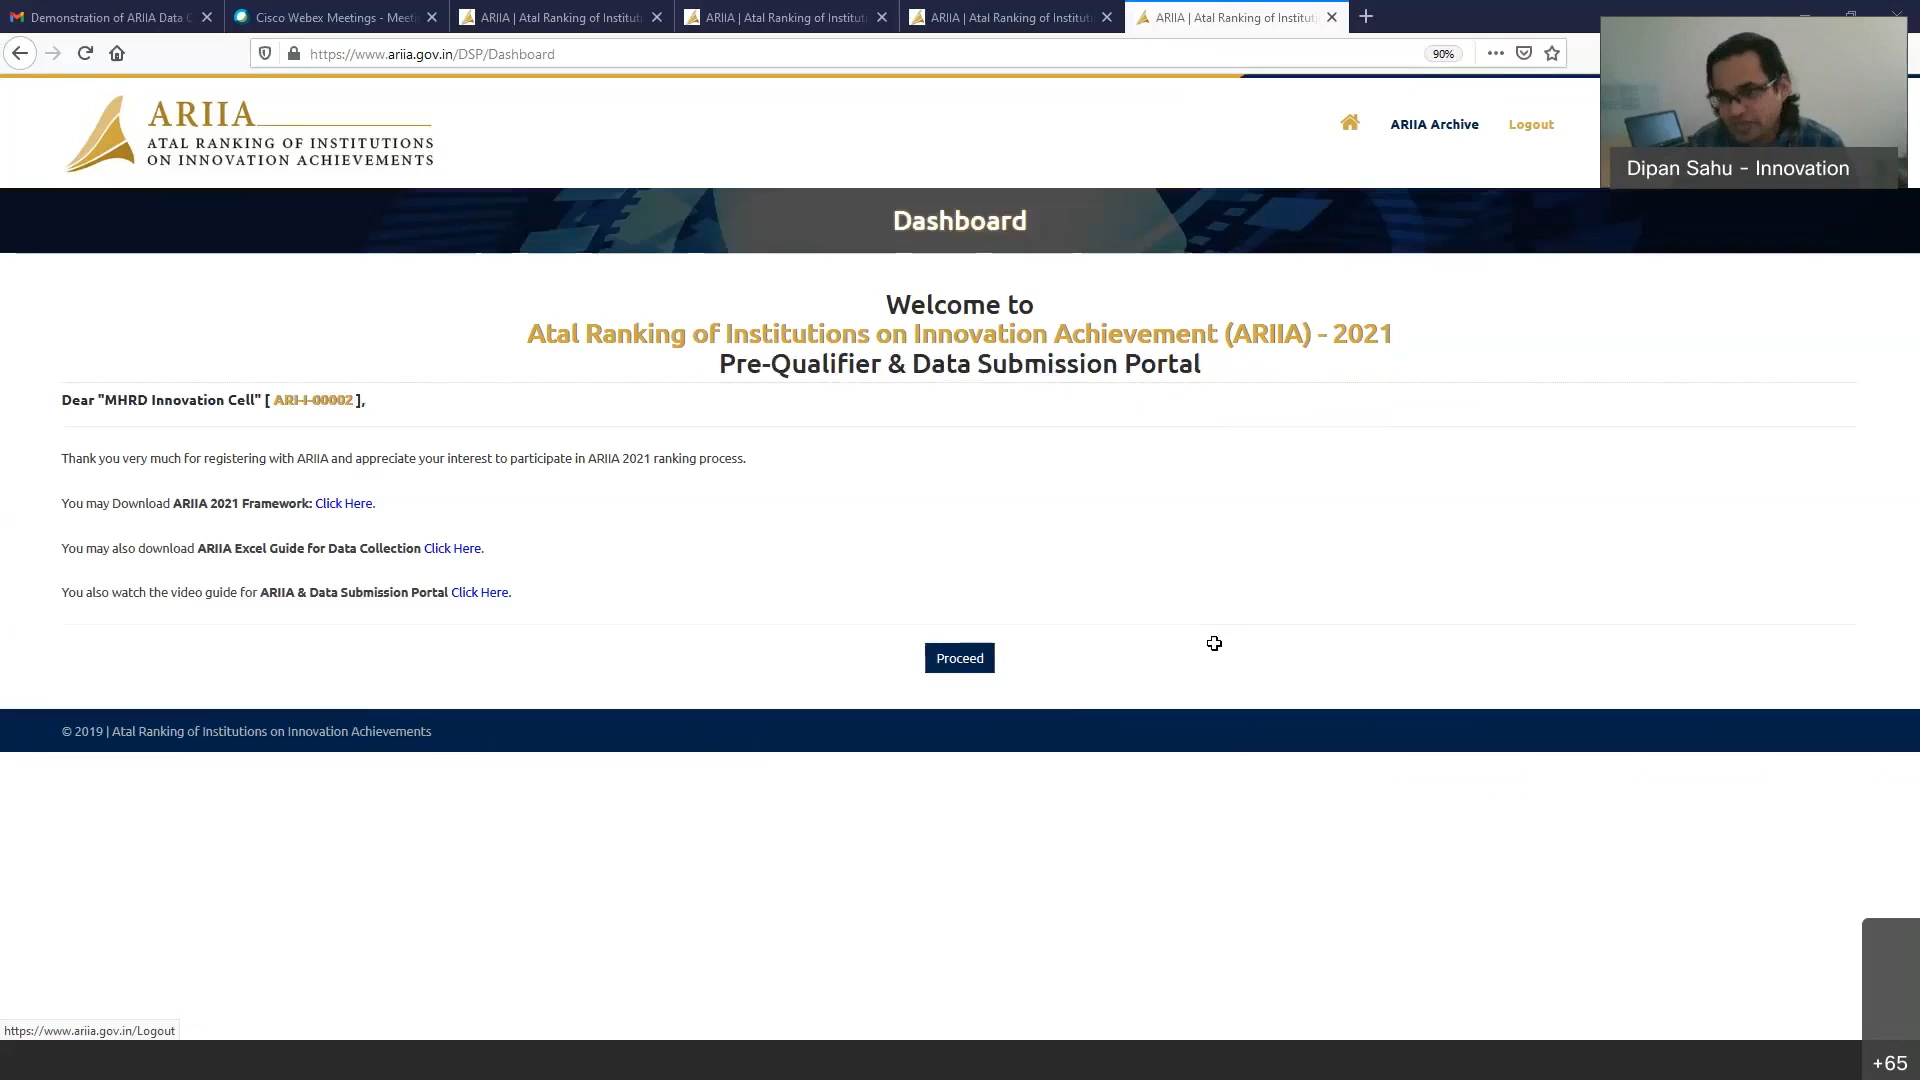 Demonstration of ARIIA Data C
Cisco Webex Meetings - Meeti
ARIIA | Atal Ranking of Institut
ARIIA | Atal Ranking of Institut
ARIIA | Atal Ranking of Institut
ARIIA | Atal Ranking of Institut
https://www.ariia.gov.in/DSP/Dashboard
90%
ARIIA
ATAL RANKING OF INSTITUTIONS
ON INNOVATION ACHIEVEMENTS
ARIIA Archive
Logout
Dipan Sahu - Innovation
Dashboard
Welcome to
Atal Ranking of Institutions on Innovation Achievement (ARIIA) - 2021
Pre-Qualifier & Data Submission Portal
Dear "MHRD Innovation Cell" [ ARI-I-00002 ],
Thank you very much for registering with ARIIA and appreciate your interest to participate in ARIIA 2021 ranking process.
You may Download ARIIA 2021 Framework: Click Here.
You may also download ARIIA Excel Guide for Data Collection Click Here.
You also watch the video guide for ARIIA & Data Submission Portal Click Here.
Proceed
© 2019 | Atal Ranking of Institutions on Innovation Achievements
https://www.ariia.gov.in/Logout
+65